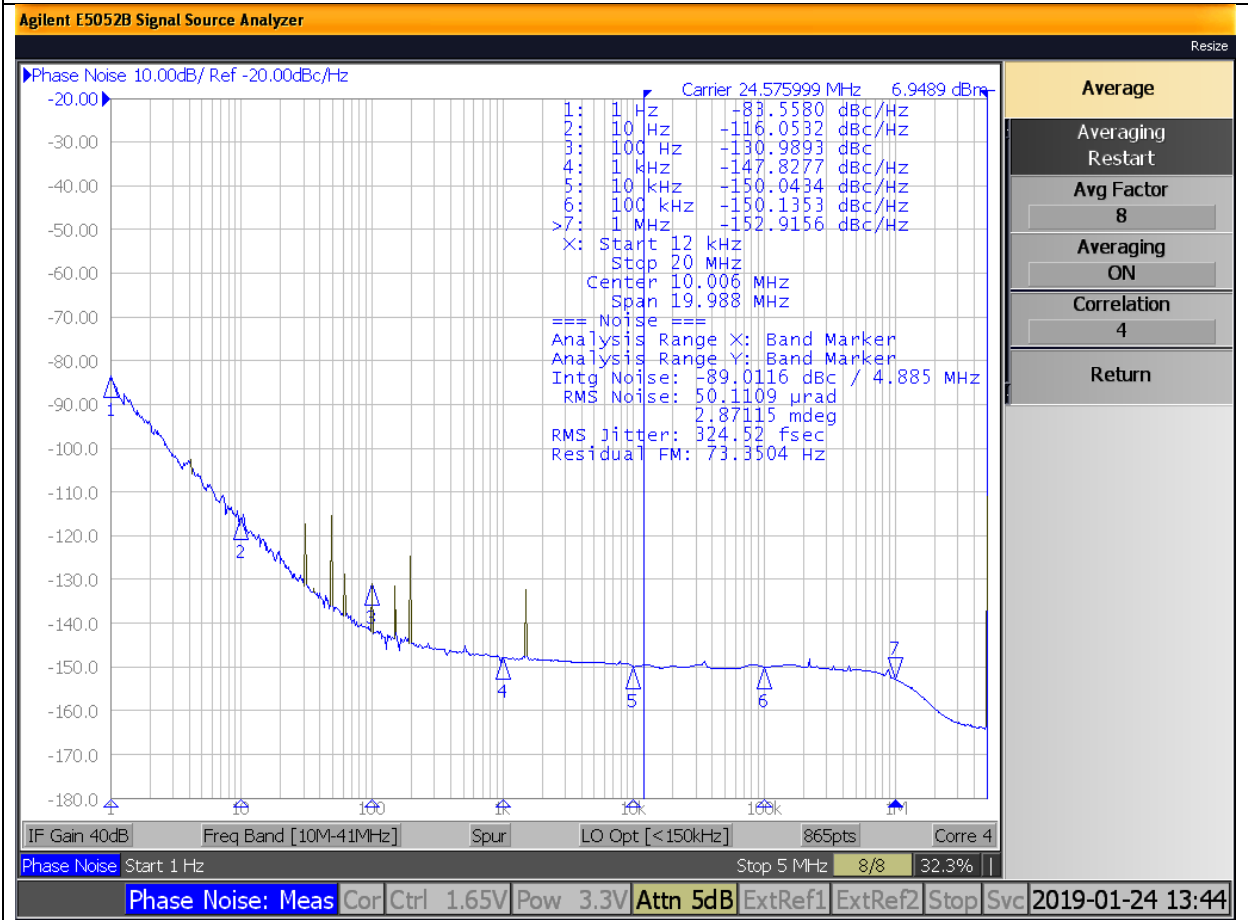 Agilent E5052B Signal Source Analyzer
Resize
Phase Noise 10.00dB/ Ref -20.00dBc/Hz
Carrier 24.575999 MHz 6.9489 dBm
-20.00
-30.00
-40.00
-50.00
-60.00
-70.00
-80.00
-90.00
-100.0
-110.0
-120.0
-130.0
-140.0
-150.0
-160.0
-170.0
-180.0
1: 1 Hz -83.5580 dBc/Hz
2: 10 Hz -116.0532 dBc/Hz
3: 100 Hz -130.9893 dBc
4: 1 kHz -147.8277 dBc/Hz
5: 10 kHz -150.0434 dBc/Hz
6: 100 kHz -150.1353 dBc/Hz
>7: 1 MHz -152.9156 dBc/Hz
X: Start 12 kHz
Stop 20 MHz
Center 10.006 MHz
Span 19.988 MHz
=== Noise ===
Analysis Range X: Band Marker
Analysis Range Y: Band Marker
Intg Noise: -89.0116 dBc / 4.885 MHz
RMS Noise: 50.1109 µrad
2.87115 mdeg
RMS Jitter: 324.52 fsec
Residual FM: 73.3504 Hz
1
2
3
4
5
6
7
1 10 100 1k 10k 100k 1M
IF Gain 40dB Freq Band [10M-41MHz] Spur LO Opt [<150kHz] 865pts Corre 4
Phase Noise Start 1 Hz Stop 5 MHz 8/8 32.3%
Phase Noise: Meas Cor Ctrl 1.65V Pow 3.3V Attn 5dB ExtRef1 ExtRef2 Stop Svc 2019-01-24 13:44
Average
Averaging
Restart
Avg Factor
8
Averaging
ON
Correlation
4
Return